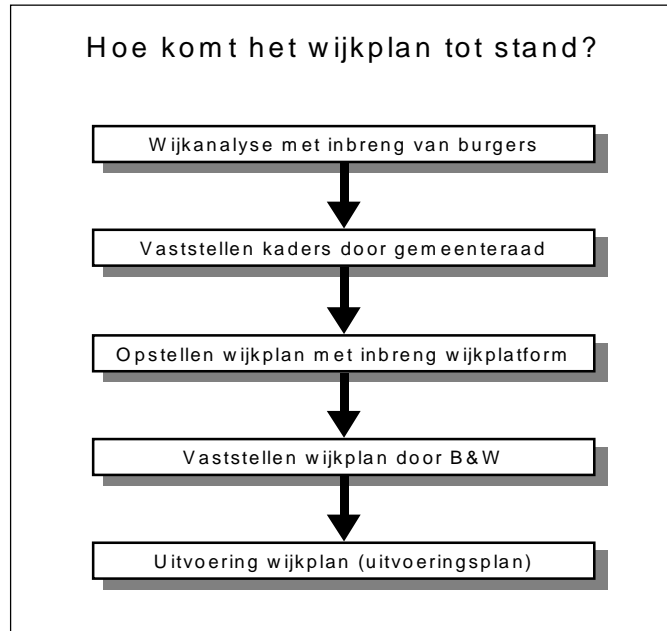 Hoe komt het wijkplan tot stand?
Wijkanalyse met inbreng van burgers
Vaststellen kaders door gemeenteraad
Opstellen wijkplan met inbreng wijkplatform
Vaststellen wijkplan door B&W
Uitvoering wijkplan (uitvoeringsplan)